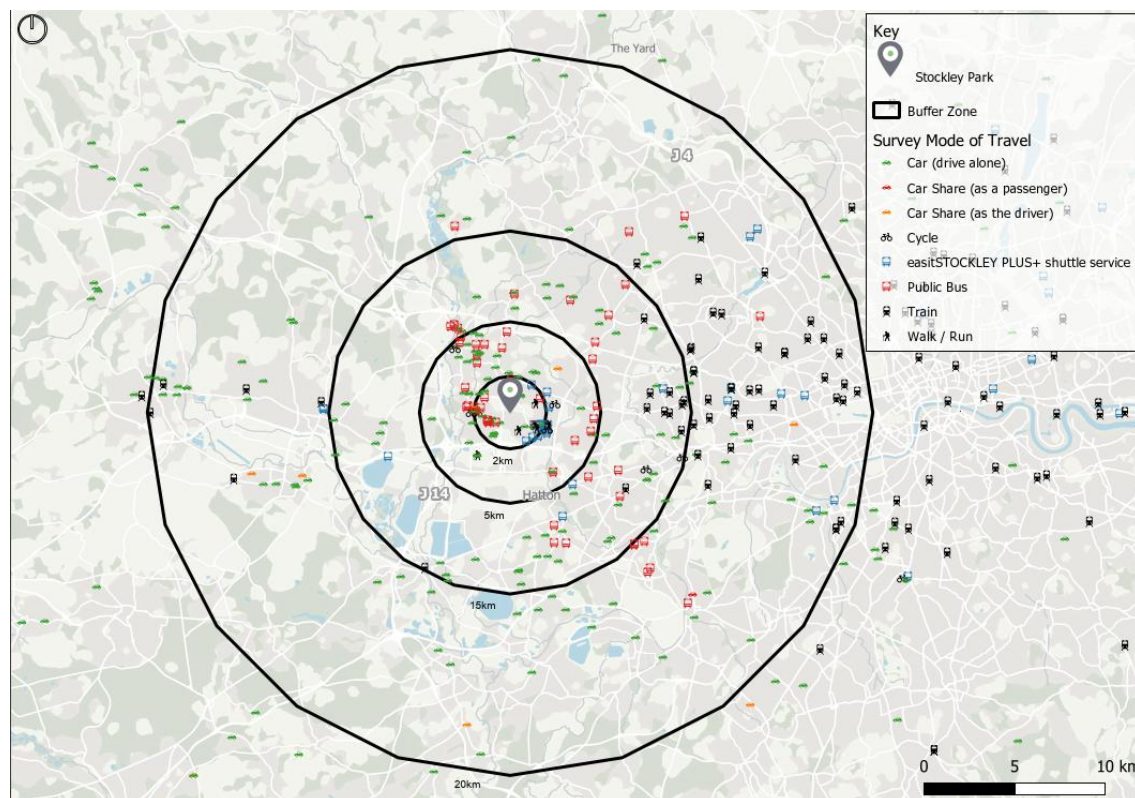 The Yard
J 4
Key
Stockley Park
Buffer Zone
Survey Mode of Travel
Car (drive alone)
Car Share (as a passenger)
Car Share (as the driver)
Cycle
easitSTOCKLEY PLUS+ shuttle service
Public Bus
Train
Walk / Run
2km
J 14
Hatton
5km
15km
20km
0 5 10 km